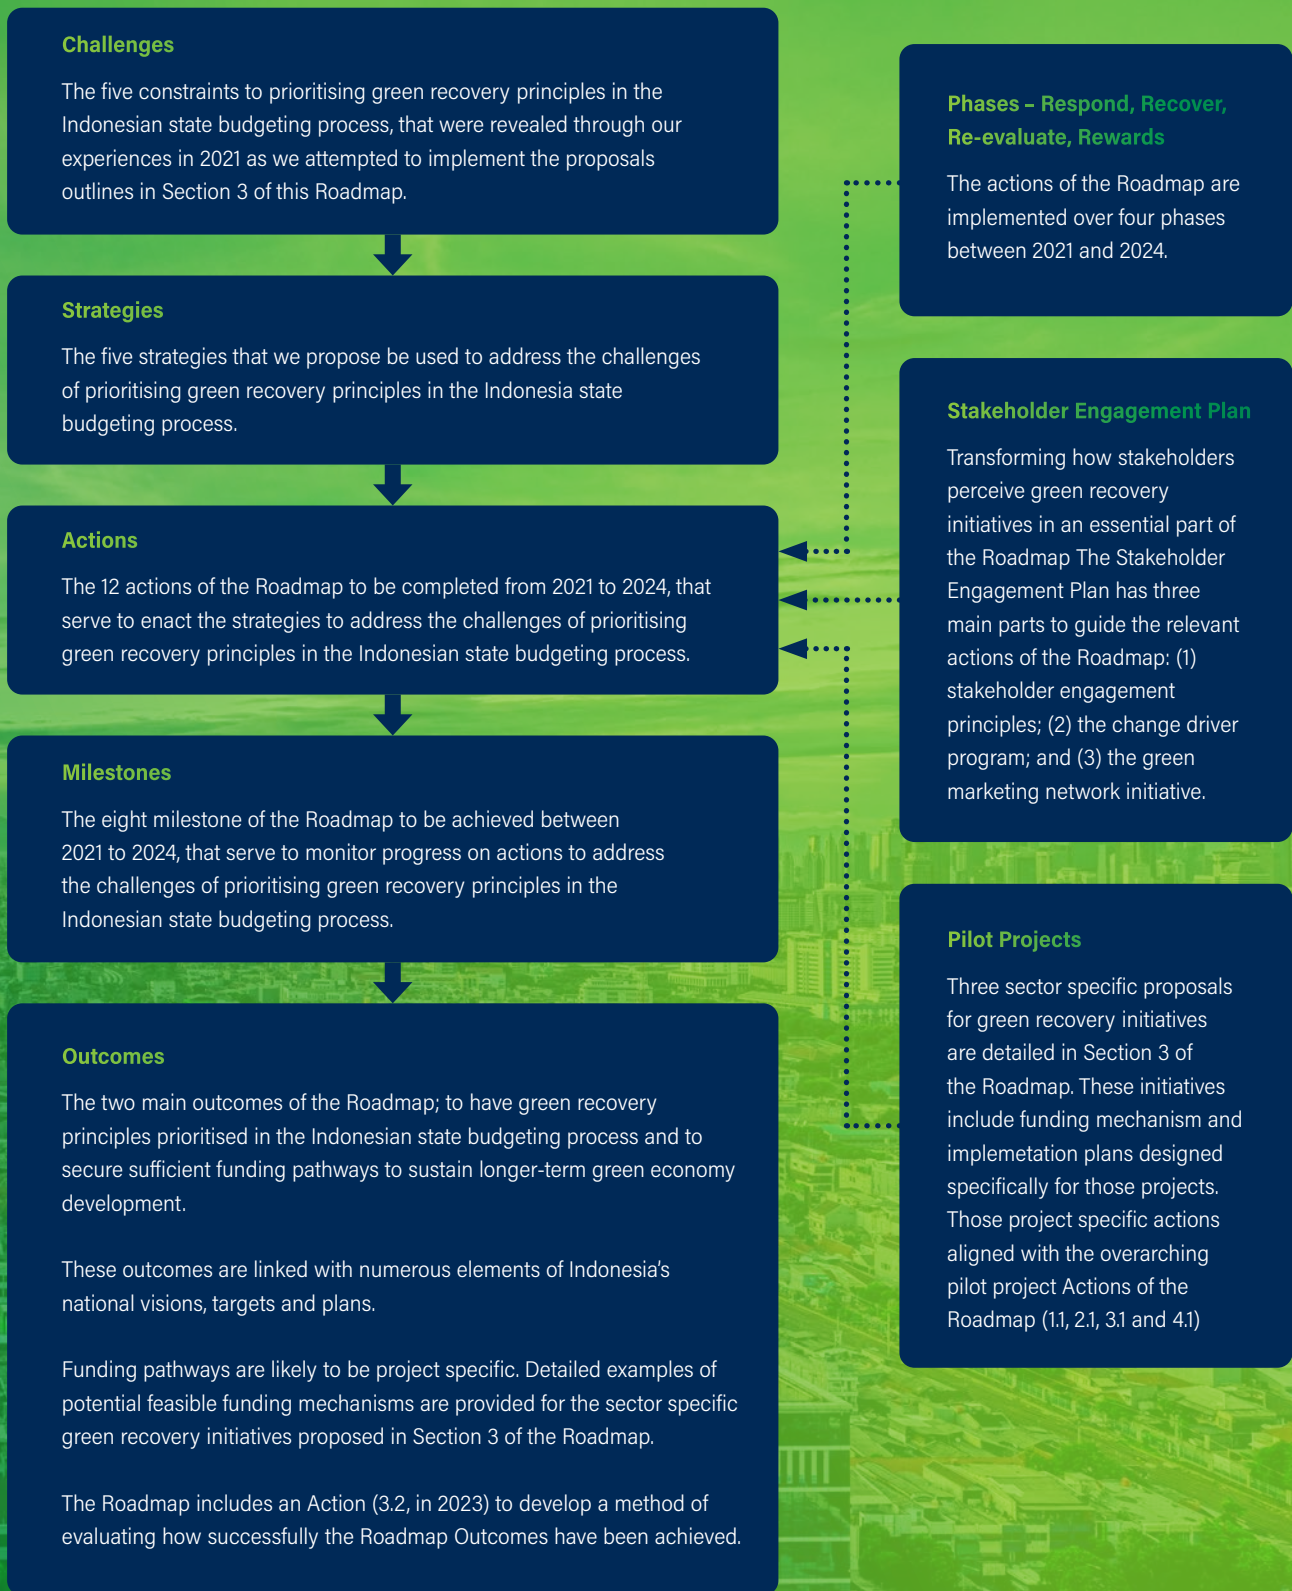 Challenges
The five constraints to prioritising green recovery principles in the
Indonesian state budgeting process, that were revealed through our
experiences in 2021 as we attempted to implement the proposals
outlines in Section 3 of this Roadmap.
Strategies
The five strategies that we propose be used to address the challenges
of prioritising green recovery principles in the Indonesia state
budgeting process.
Actions
The 12 actions of the Roadmap to be completed from 2021 to 2024, that
serve to enact the strategies to address the challenges of prioritising
green recovery principles in the Indonesian state budgeting process.
Milestones
The eight milestone of the Roadmap to be achieved between
2021 to 2024, that serve to monitor progress on actions to address
the challenges of prioritising green recovery principles in the
Indonesian state budgeting process.
Outcomes
The two main outcomes of the Roadmap; to have green recovery
principles prioritised in the Indonesian state budgeting process and to
secure sufficient funding pathways to sustain longer-term green economy
development.
These outcomes are linked with numerous elements of Indonesia's
national visions, targets and plans.
Funding pathways are likely to be project specific. Detailed examples of
potential feasible funding mechanisms are provided for the sector specific
green recovery initiatives proposed in Section 3 of the Roadmap.
The Roadmap includes an Action (3.2, in 2023) to develop a method of
evaluating how successfully the Roadmap Outcomes have been achieved.
Phases – Respond, Recover,
Re-evaluate, Rewards
The actions of the Roadmap are
implemented over four phases
between 2021 and 2024.
Stakeholder Engagement Plan
Transforming how stakeholders
perceive green recovery
initiatives in an essential part of
the Roadmap The Stakeholder
Engagement Plan has three
main parts to guide the relevant
actions of the Roadmap: (1)
stakeholder engagement
principles; (2) the change driver
program; and (3) the green
marketing network initiative.
Pilot Projects
Three sector specific proposals
for green recovery initiatives
are detailed in Section 3 of
the Roadmap. These initiatives
include funding mechanism and
implemetation plans designed
specifically for those projects.
Those project specific actions
aligned with the overarching
pilot project Actions of the
Roadmap (1.1, 2.1, 3.1 and 4.1)